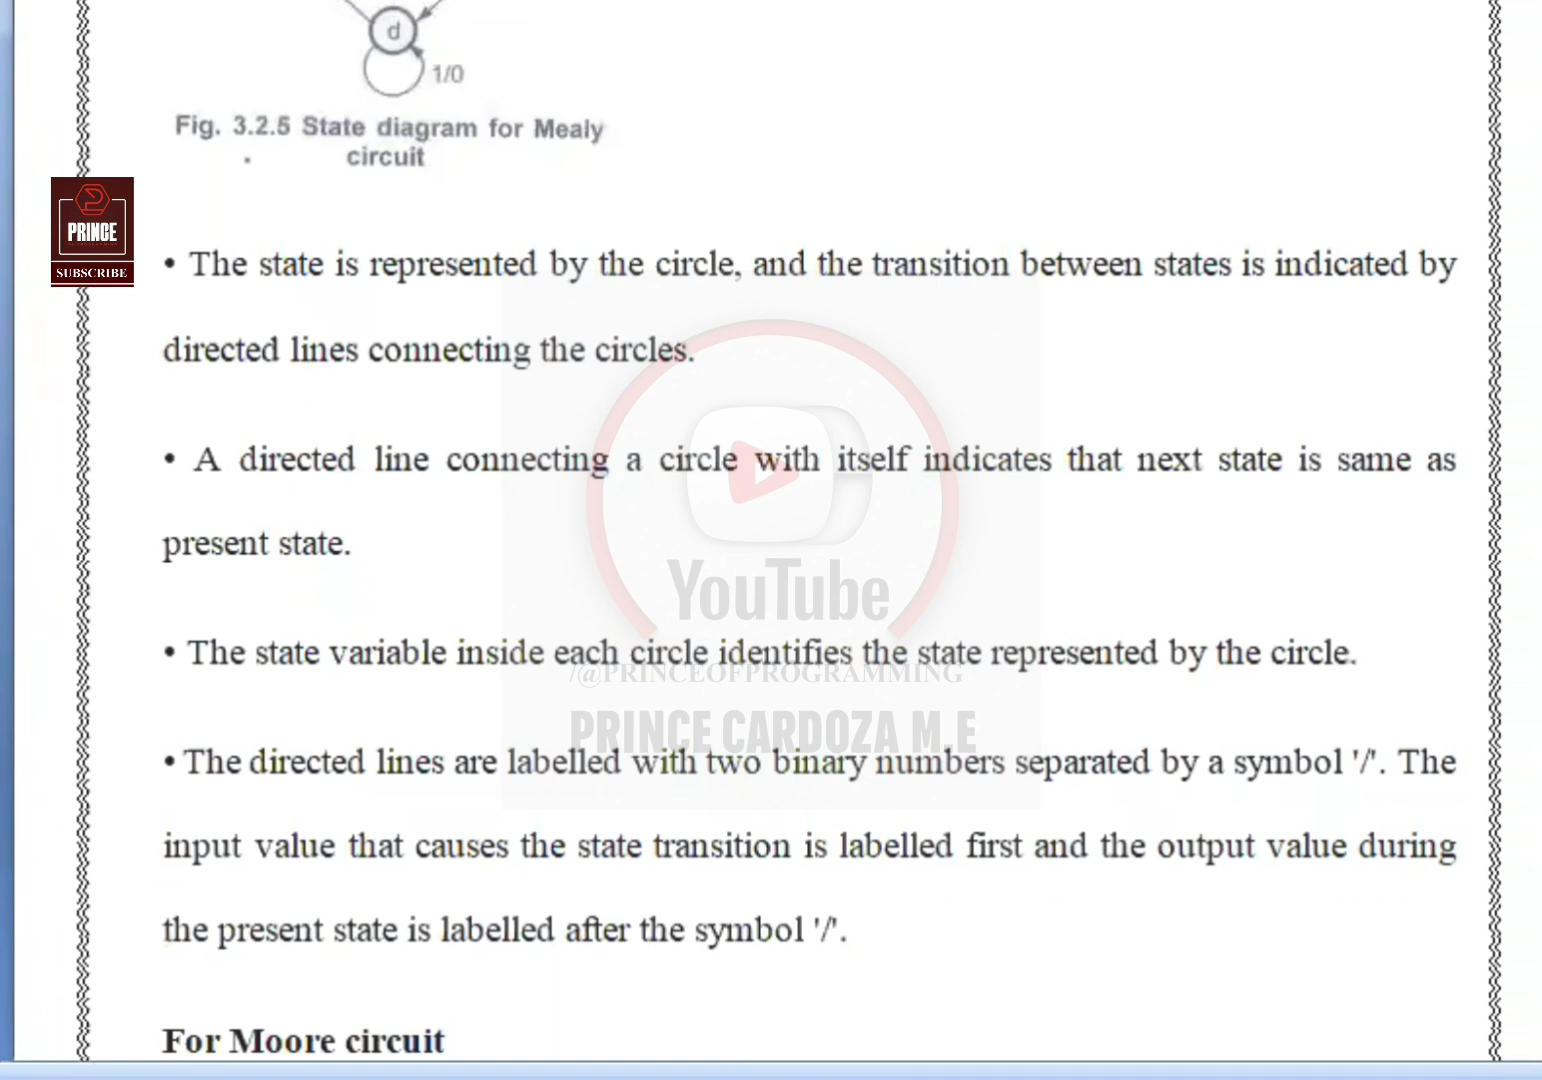 d
1/0
Fig. 3.2.5 State diagram for Mealy
circuit
PRINCE
SUBSCRIBE
• The state is represented by the circle, and the transition between states is indicated by
directed lines connecting the circles.
• A directed line connecting a circle with itself indicates that next state is same as
present state.
YouTube
• The state variable inside each circle identifies the state represented by the circle.
/@PRINCEOFPROGRAMMING
PRINCE CARDOZA M.E
• The directed lines are labelled with two binary numbers separated by a symbol '/'. The
input value that causes the state transition is labelled first and the output value during
the present state is labelled after the symbol '/'.
For Moore circuit